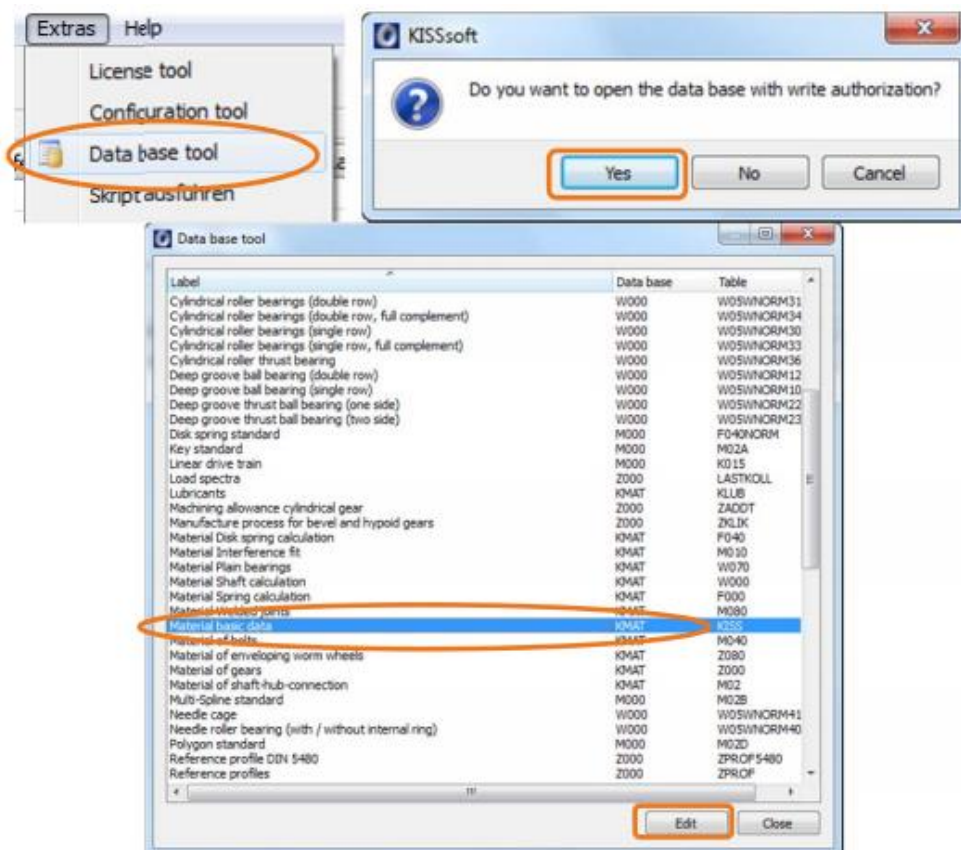 Extras Help
License tool
Configuration tool
Data base tool
Skript ausführen
KISSsoft
Do you want to open the data base with write authorization?
Yes No Cancel
Data base tool
Label Data base Table
Cylindrical roller bearings (double row) W000 W05WNORM31
Cylindrical roller bearings (double row, full complement) W000 W05WNORM34
Cylindrical roller bearings (single row) W000 W05WNORM30
Cylindrical roller bearings (single row, full complement) W000 W05WNORM33
Cylindrical roller thrust bearing W000 W05WNORM36
Deep groove ball bearing (double row) W000 W05WNORM12
Deep groove ball bearing (single row) W000 W05WNORM10
Deep groove thrust ball bearing (one side) W000 W05WNORM22
Deep groove thrust ball bearing (two side) W000 W05WNORM23
Disk spring standard M000 F040NORM
Key standard M000 M02A
Linear drive train M000 K015
Load spectra Z000 LASTKOLL
Lubricants KMAT KLUB
Machining allowance cylindrical gear Z000 ZADDT
Manufacture process for bevel and hypoid gears Z000 ZKLIK
Material Disk spring calculation KMAT F040
Material Interference fit KMAT M010
Material Plain bearings KMAT W070
Material Shaft calculation KMAT W000
Material Spring calculation KMAT F000
Material Welded joints KMAT M080
Material basic data KMAT KISS
Material of bolts KMAT M040
Material of enveloping worm wheels KMAT Z080
Material of gears KMAT Z000
Material of shaft-hub-connection KMAT M02
Multi-Spline standard M000 M02B
Needle cage W000 W05WNORM41
Needle roller bearing (with / without internal ring) W000 W05WNORM40
Polygon standard M000 M02D
Reference profile DIN 5480 Z000 ZPROF5480
Reference profiles Z000 ZPROF
Edit Close